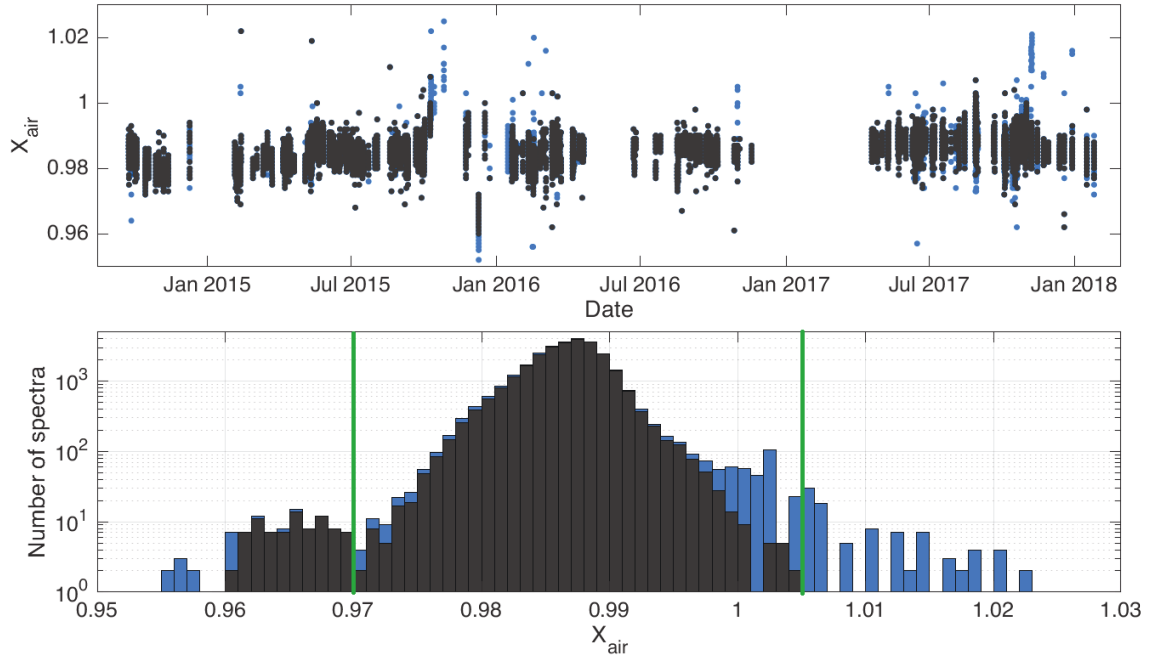 1.02
1
0.98
0.96
X_air
Jan 2015 Jul 2015 Jan 2016 Jul 2016 Jan 2017 Jul 2017 Jan 2018
Date
10^3
10^2
10^1
10^0
Number of spectra
0.95 0.96 0.97 0.98 0.99 1 1.01 1.02 1.03
X_air